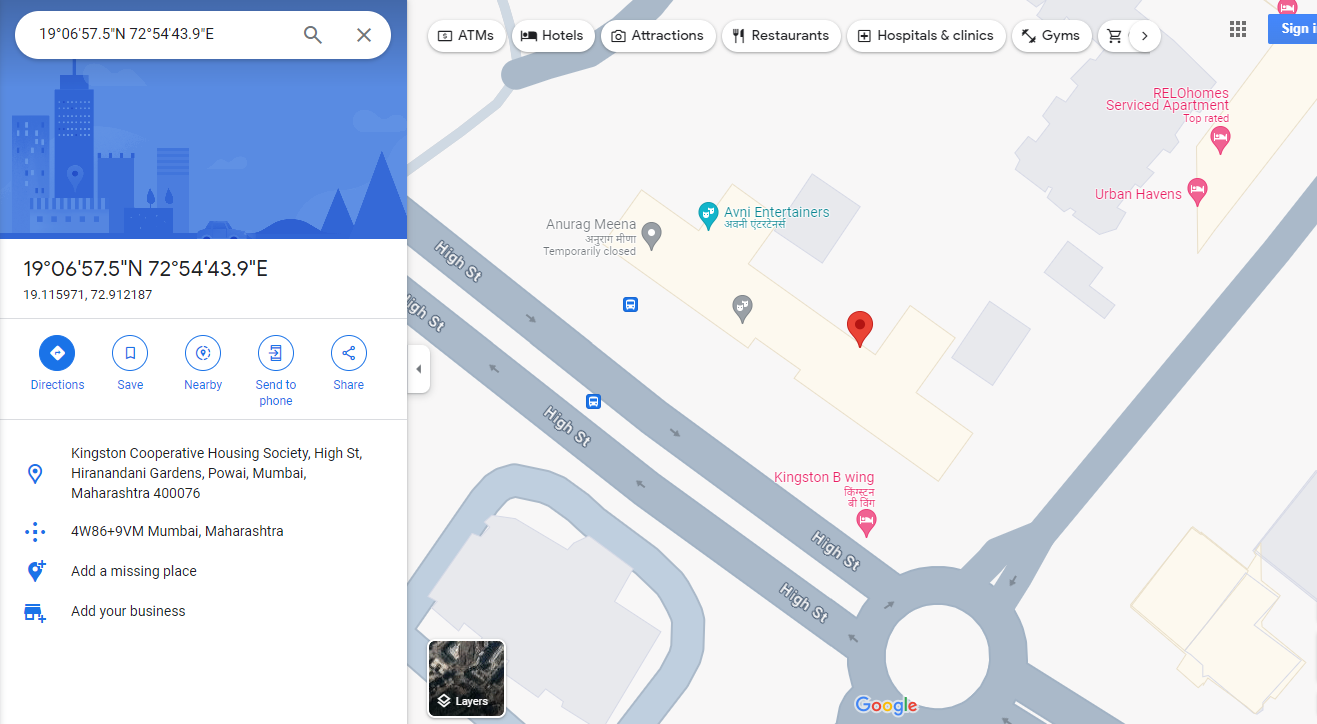 19°06'57.5"N 72°54'43.9"E
ATMs
Hotels
Attractions
Restaurants
Hospitals & clinics
Gyms
Sign i
19°06'57.5"N 72°54'43.9"E
19.115971, 72.912187
Directions
Save
Nearby
Send to
phone
Share
Kingston Cooperative Housing Society, High St,
Hiranandani Gardens, Powai, Mumbai,
Maharashtra 400076
4W86+9VM Mumbai, Maharashtra
Add a missing place
Add your business
RELOhomes
Serviced Apartment
Top rated
Urban Havens
Avni Entertainers
अवनी एंटरटेनर्स
Anurag Meena
अनुराग मीणा
Temporarily closed
High St
High St
High St
Kingston B wing
किंग्स्टन
बी विंग
High St
High St
Layers
Google